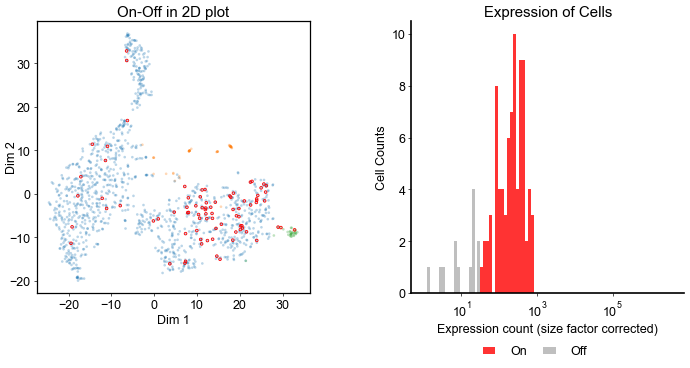 On-Off in 2D plot
Dim 2
30
20
10
0
−10
−20
−20 −10 0 10 20 30
Dim 1
Expression of Cells
Cell Counts
10
8
6
4
2
0
10^1 10^3 10^5
Expression count (size factor corrected)
On Off